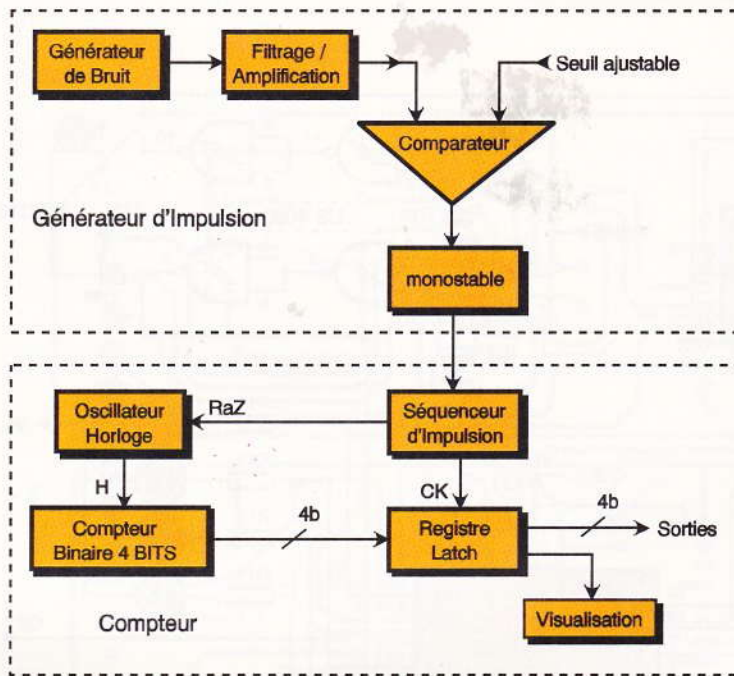 Générateur
de Bruit
Filtrage /
Amplification
Seuil ajustable
Comparateur
Générateur d'Impulsion
monostable
Oscillateur
Horloge
RaZ
Séquenceur
d'Impulsion
H
CK
Compteur
Binaire 4 BITS
4b
Registre
Latch
4b
Sorties
Visualisation
Compteur